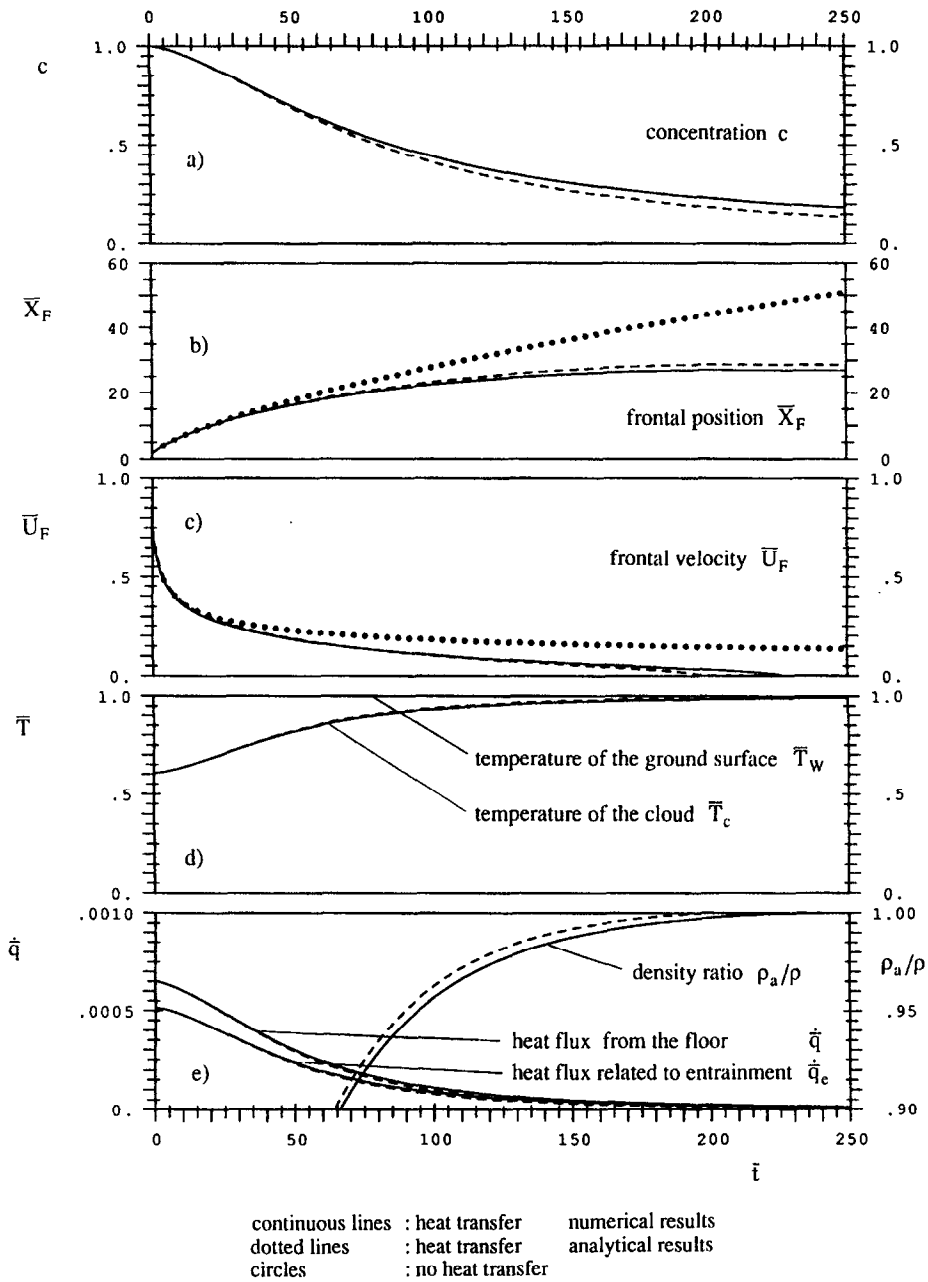 0 50 100 150 200 250
1.0 1.0
c
concentration c
.5 .5
a)
0. 0.
60 60
X̅F
b)
40 40
20 20
frontal position X̅F
0 0
1.0 1.0
U̅F
c)
frontal velocity U̅F
.5 .5
0. 0.
1.0 1.0
T̅
temperature of the ground surface T̅W
.5 .5
temperature of the cloud T̅c
d)
0. 0.
.0010 1.00
q̇̅
density ratio ρa/ρ
ρa/ρ
.0005 .95
heat flux from the floor q̇̅
heat flux related to entrainment q̇̅e
e)
0. .90
0 50 100 150 200 250
t̄
continuous lines : heat transfer numerical results
dotted lines : heat transfer analytical results
circles : no heat transfer